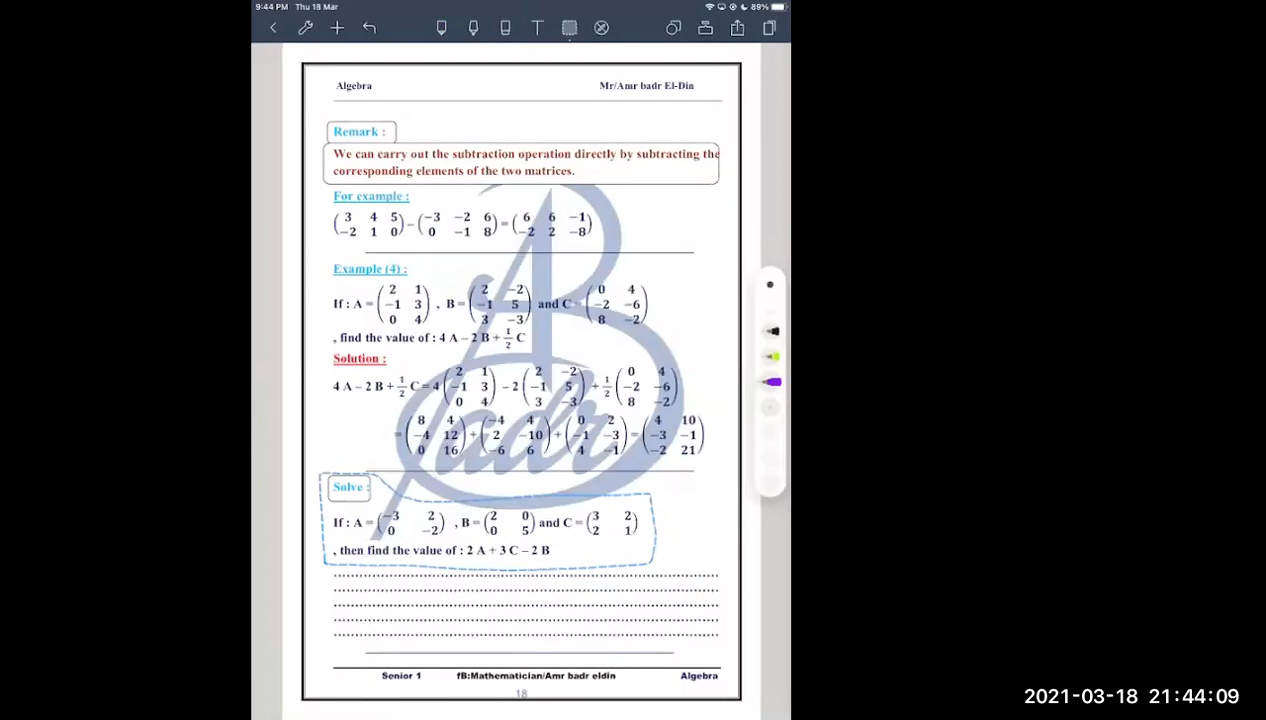 9:44 PM Thu 18 Mar 89%
Algebra Mr/Amr badr El-Din
Remark :
We can carry out the subtraction operation directly by subtracting the
corresponding elements of the two matrices.
For example :
( 3 4 5 ) − ( −3 −2 6 ) = ( 6 6 −1 )
( −2 1 0 ) ( 0 −1 8 ) ( −2 2 −8 )
Example (4) :
( 2 1 ) ( 2 −2 ) ( 0 4 )
If : A = ( −1 3 ) , B = ( −1 5 ) and C = ( −2 −6 )
( 0 4 ) ( 3 −3 ) ( 8 −2 )
, find the value of : 4 A − 2 B + 1/2 C
Solution :
( 2 1 ) ( 2 −2 ) ( 0 4 )
4 A − 2 B + 1/2 C = 4 ( −1 3 ) − 2 ( −1 5 ) + 1/2 ( −2 −6 )
( 0 4 ) ( 3 −3 ) ( 8 −2 )
( 8 4 ) ( −4 4 ) ( 0 2 ) ( 4 10 )
= ( −4 12 ) + ( 2 −10 ) + ( −1 −3 ) = ( −3 −1 )
( 0 16 ) ( −6 6 ) ( 4 −1 ) ( −2 21 )
Solve :
If : A = ( −3 2 ) , B = ( 2 0 ) and C = ( 3 2 )
( 0 −2 ) ( 0 5 ) ( 2 1 )
, then find the value of : 2 A + 3 C − 2 B
Senior 1 fB:Mathematician/Amr badr eldin Algebra
18
AB
badr
2021-03-18 21:44:09